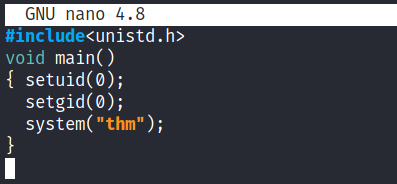 GNU nano 4.8
#include<unistd.h>
void main()
{ setuid(0);
  setgid(0);
  system("thm");
}